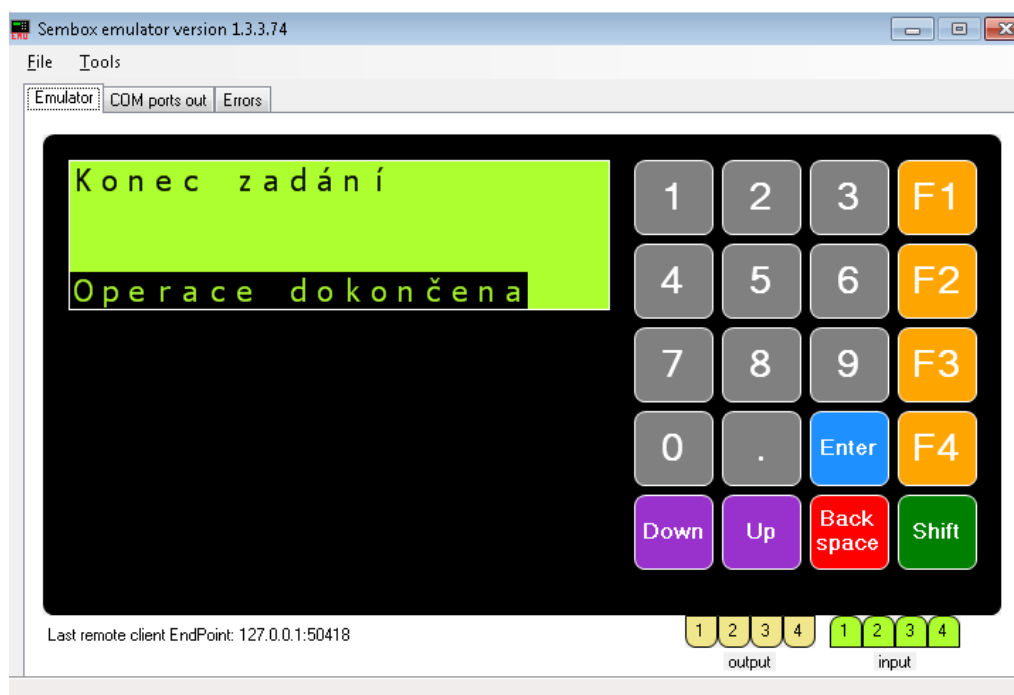 Sembox emulator version 1.3.3.74
File Tools
Emulator COM ports out Errors
Konec zadání
Operace dokončena
1 2 3 F1
4 5 6 F2
7 8 9 F3
0 . Enter F4
Down Up Back space Shift
Last remote client EndPoint: 127.0.0.1:50418
1 2 3 4 1 2 3 4
output input